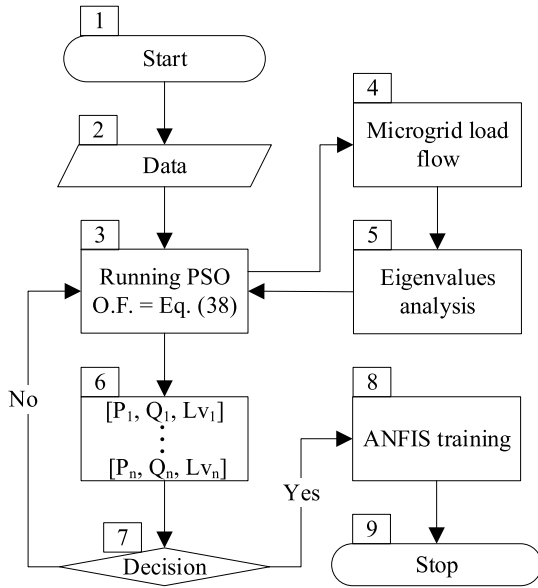 1
Start
2
Data
3
Running PSO
O.F. = Eq. (38)
4
Microgrid load
flow
5
Eigenvalues
analysis
6
[P₁, Q₁, Lv₁]
[Pₙ, Qₙ, Lvₙ]
7
Decision
No
Yes
8
ANFIS training
9
Stop